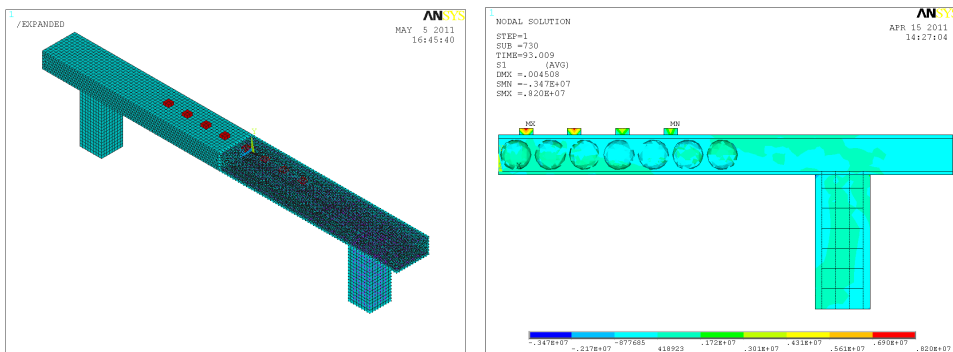 1
/EXPANDED
ANSYS
MAY 5 2011
16:45:40
1
NODAL SOLUTION
STEP=1
SUB =730
TIME=93.009
S1 (AVG)
DMX =.004508
SMN =-.347E+07
SMX =.820E+07
ANSYS
APR 15 2011
14:27:04
MX
MN
-.347E+07
-.217E+07
-877685
418923
.172E+07
.301E+07
.431E+07
.561E+07
.690E+07
.820E+07